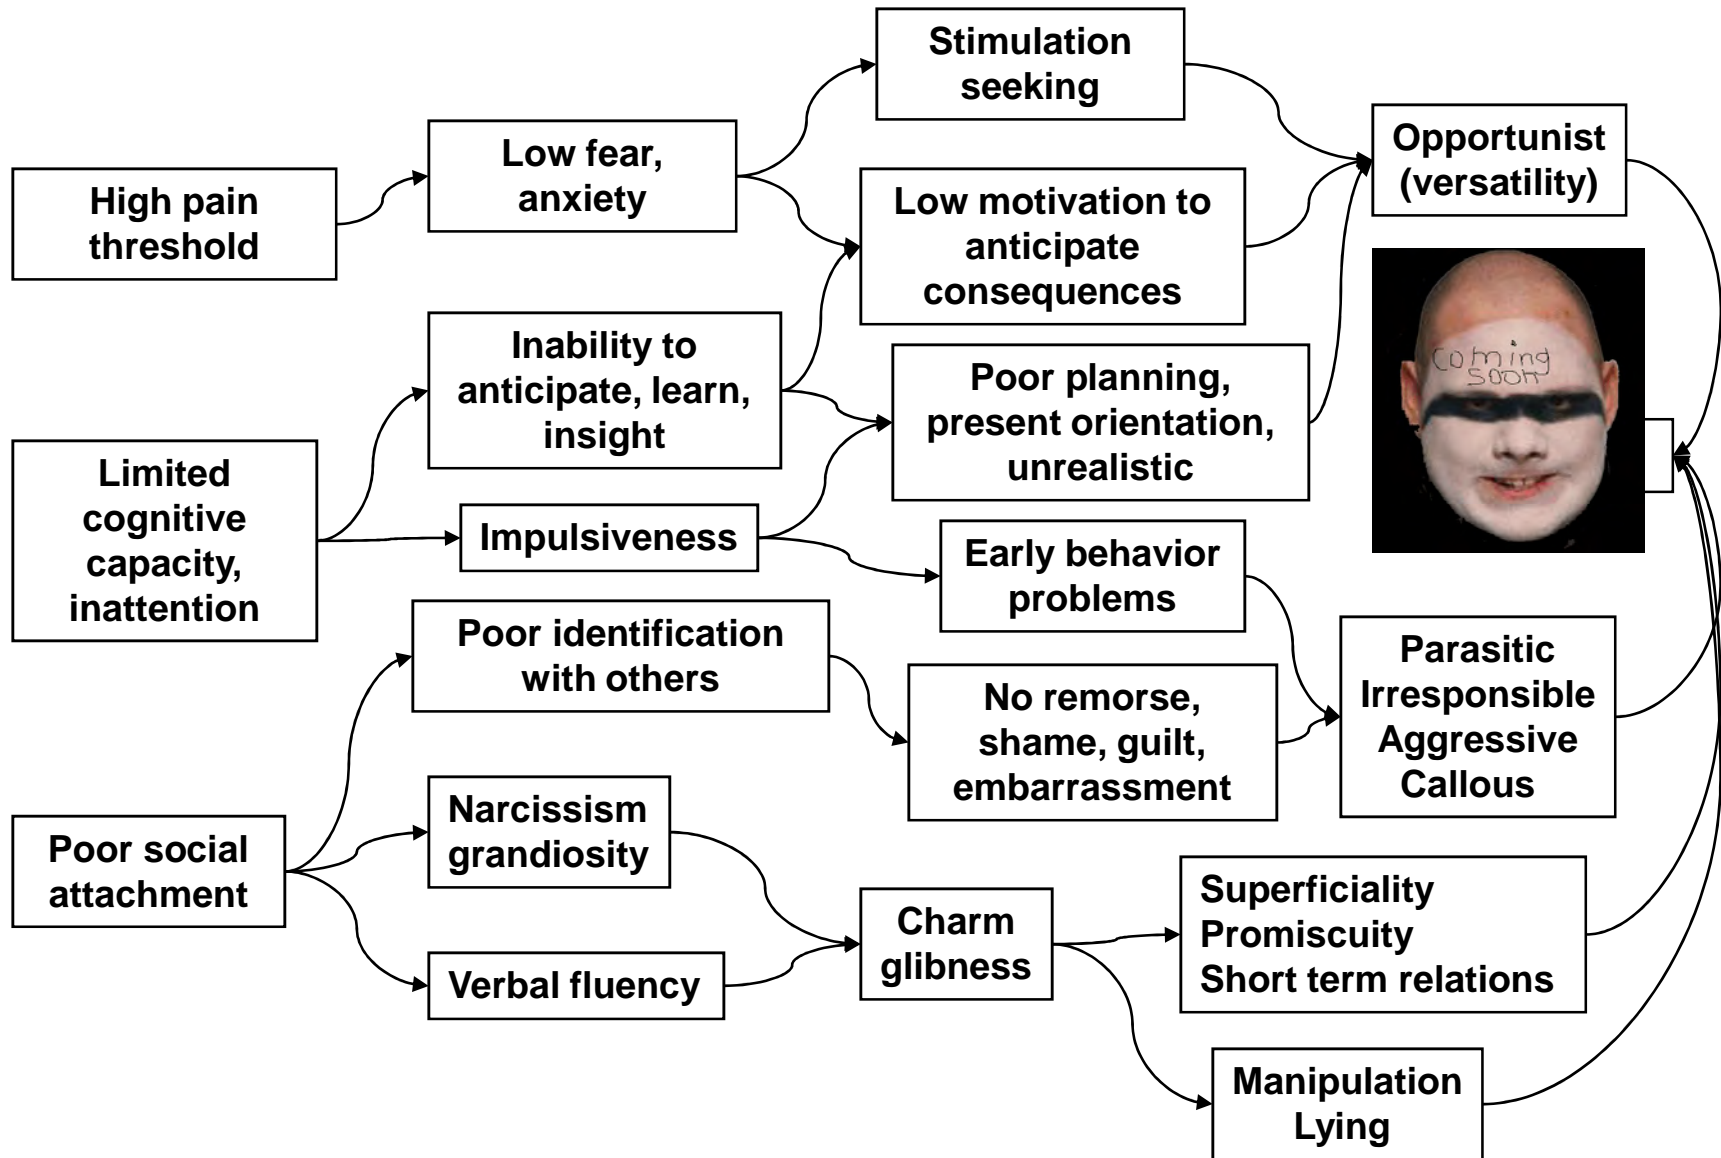 Stimulation
seeking
Opportunist
(versatility)
Low fear,
anxiety
High pain
threshold
Low motivation to
anticipate
consequences
Inability to
anticipate, learn,
insight
Poor planning,
present orientation,
unrealistic
coming
soon
Limited
cognitive
capacity,
inattention
Impulsiveness
Early behavior
problems
Poor identification
with others
No remorse,
shame, guilt,
embarrassment
Parasitic
Irresponsible
Aggressive
Callous
Narcissism
grandiosity
Poor social
attachment
Verbal fluency
Charm
glibness
Superficiality
Promiscuity
Short term relations
Manipulation
Lying